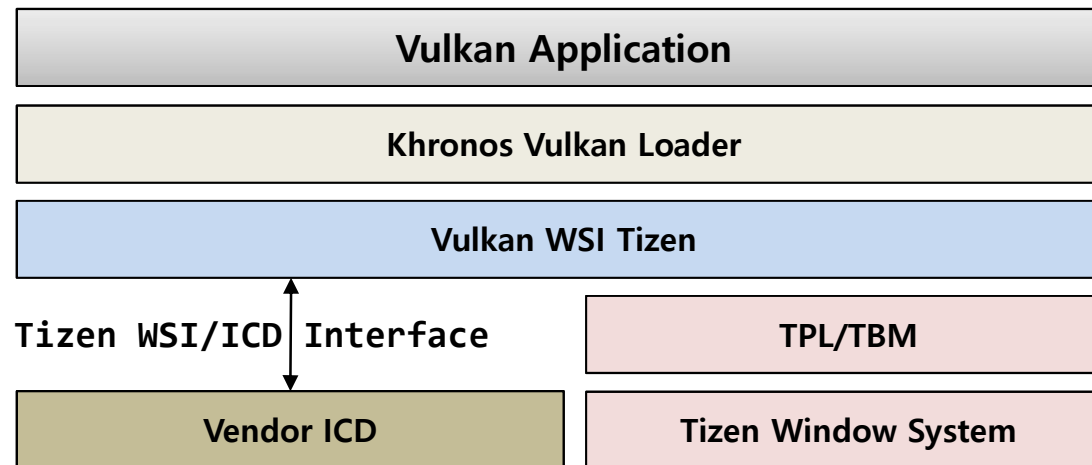 Vulkan Application
Khronos Vulkan Loader
Vulkan WSI Tizen
Tizen WSI/ICD Interface
TPL/TBM
Vendor ICD
Tizen Window System